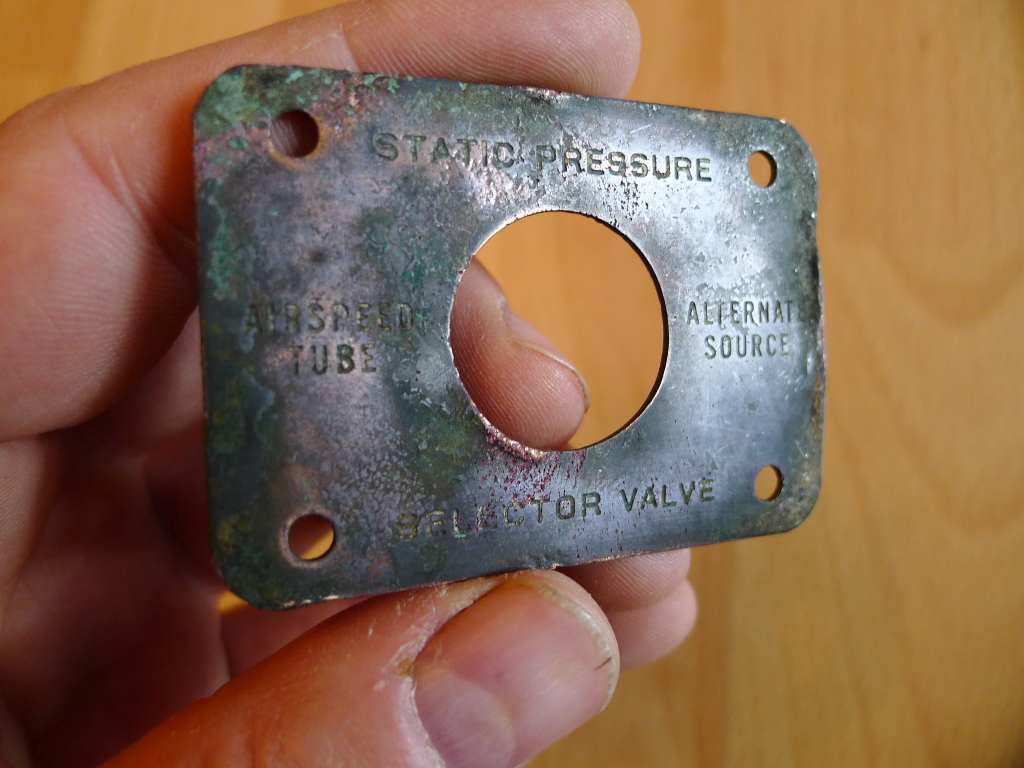 STATIC PRESSURE
AIRSPEED
TUBE
ALTERNATE
SOURCE
SELECTOR VALVE